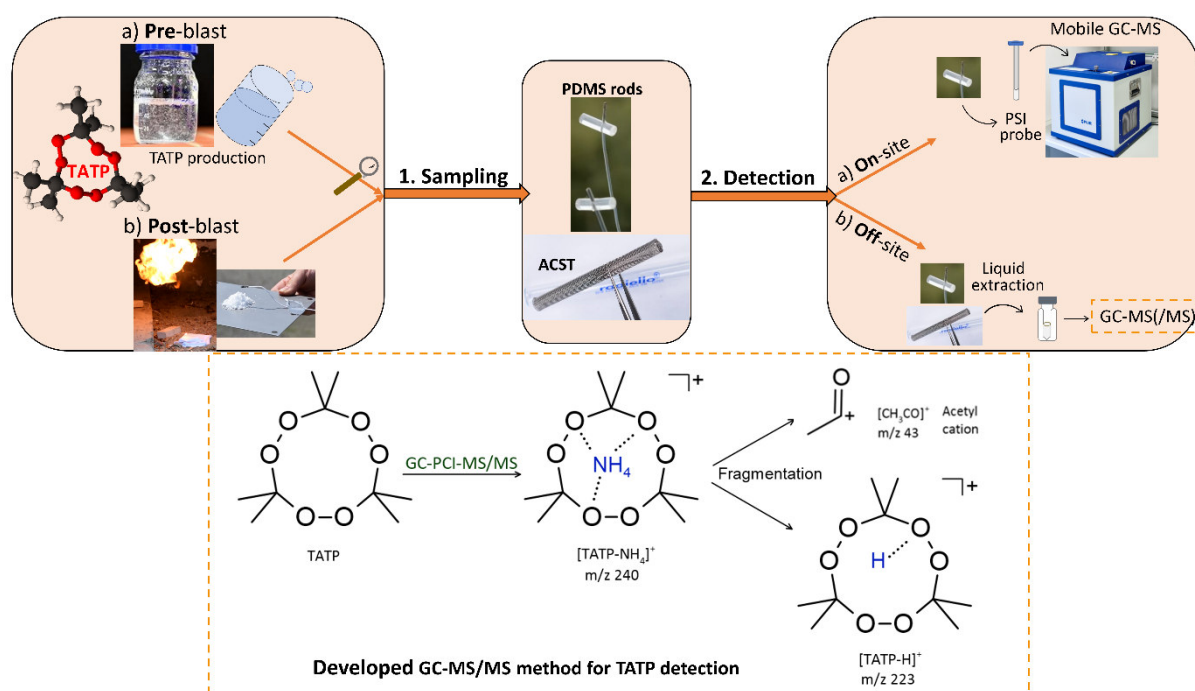 a) Pre-blast
TATP production
TATP
b) Post-blast
1. Sampling
PDMS rods
ACST
radiello®
2. Detection
a) On-site
b) Off-site
Mobile GC-MS
PSI
probe
Liquid
extraction
GC-MS(/MS)
O
O
O
O
O
O
TATP
GC-PCI-MS/MS
O
O
O
O
O
O
NH₄
]+
[TATP-NH₄]⁺
m/z 240
Fragmentation
O
+
[CH₃CO]⁺
m/z 43
Acetyl
cation
O
O
O
O
O
O
H
]+
[TATP-H]⁺
m/z 223
Developed GC-MS/MS method for TATP detection